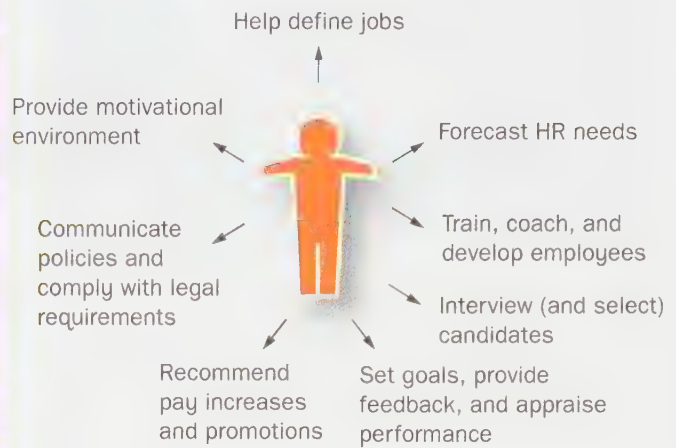 Help define jobs
Provide motivational
environment
Forecast HR needs
Communicate
policies and
comply with legal
requirements
Train, coach, and
develop employees
Interview (and select)
candidates
Recommend
pay increases
and promotions
Set goals, provide
feedback, and appraise
performance